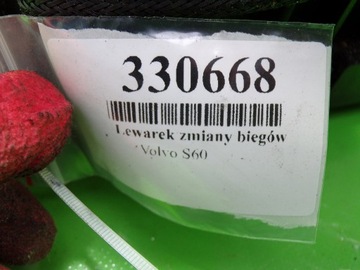 330668
Lewarek zmiany biegów
Volvo S60